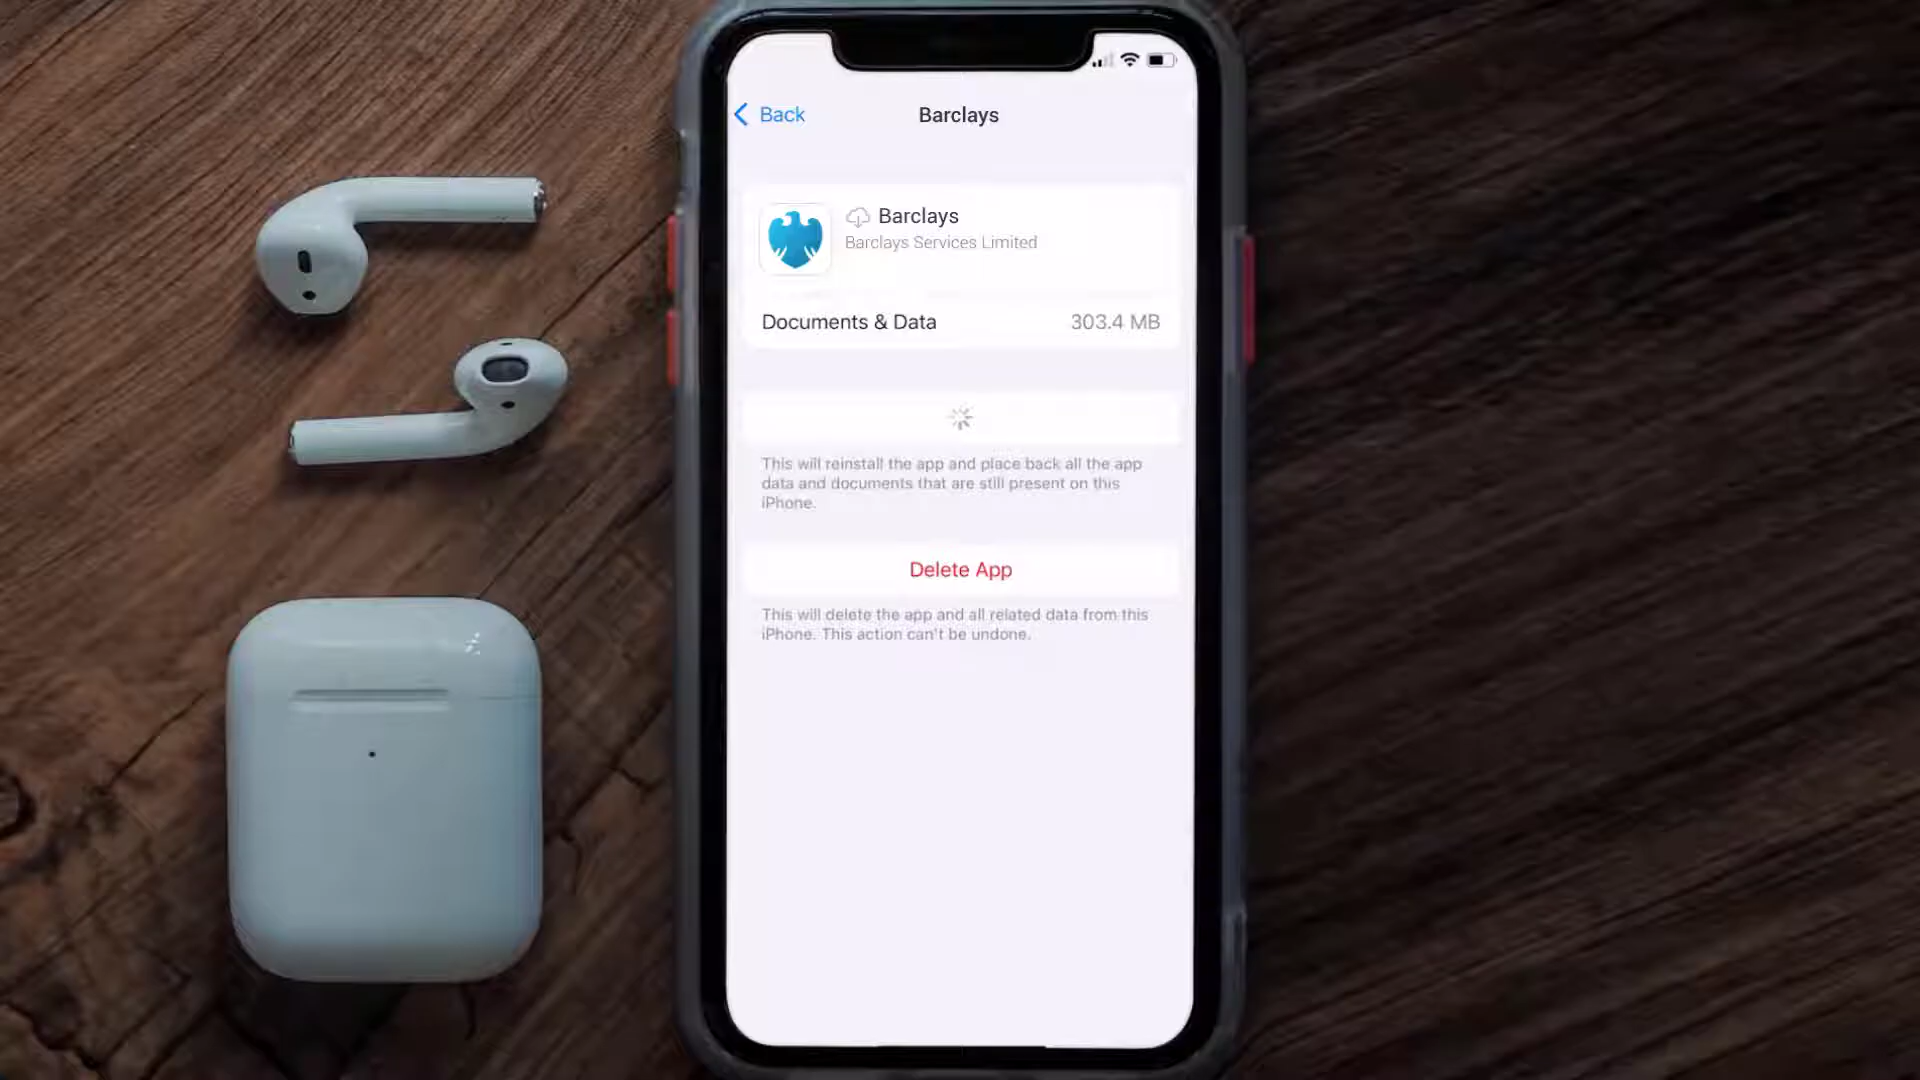 Back
Barclays
Barclays
Barclays Services Limited
Documents & Data 303.4 MB
This will reinstall the app and place back all the app
data and documents that are still present on this
iPhone.
Delete App
This will delete the app and all related data from this
iPhone. This action can't be undone.